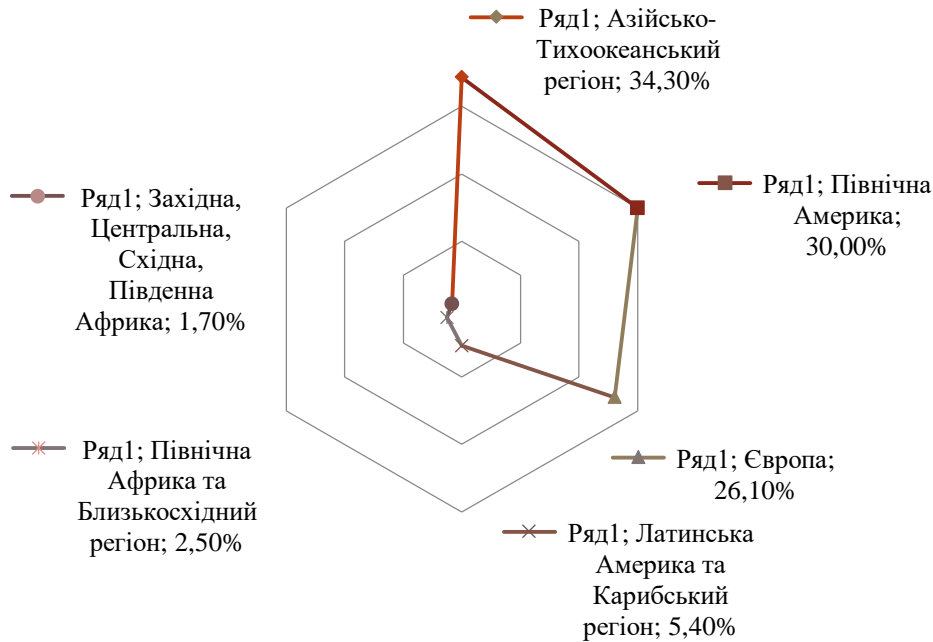 Ряд1; Азійсько-
Тихоокеанський
регіон; 34,30%
Ряд1; Північна
Америка;
30,00%
Ряд1; Європа;
26,10%
Ряд1; Латинська
Америка та
Карибський
регіон; 5,40%
Ряд1; Північна
Африка та
Близькосхідний
регіон; 2,50%
Ряд1; Західна,
Центральна,
Східна,
Південна
Африка; 1,70%